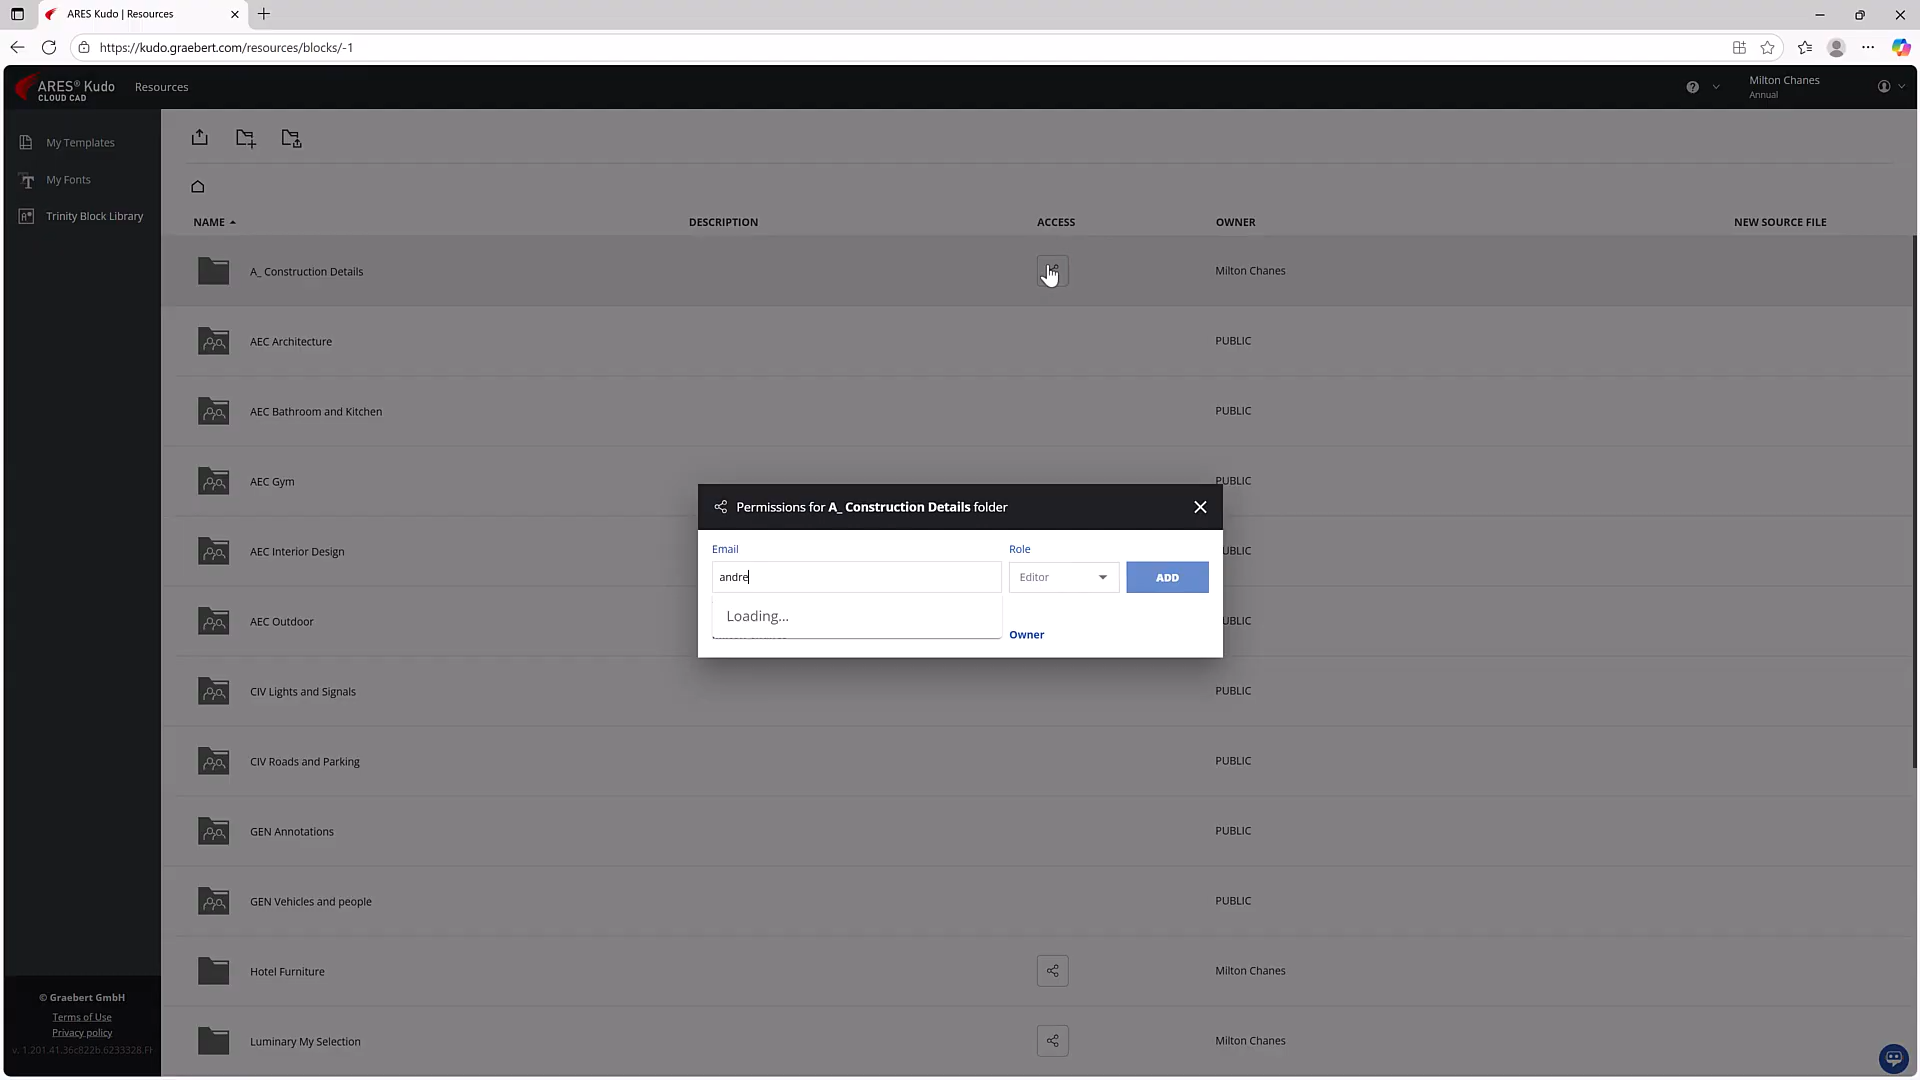 ARES Kudo | Resources
https://kudo.graebert.com/resources/blocks/-1
ARES® Kudo
CLOUD CAD
Resources
Milton Chanes
Annual
My Templates
My Fonts
Trinity Block Library
NAME DESCRIPTION ACCESS OWNER NEW SOURCE FILE
A_ Construction Details Milton Chanes
AEC Architecture PUBLIC
AEC Bathroom and Kitchen PUBLIC
AEC Gym PUBLIC
Permissions for A_ Construction Details folder
Email Role
andre Editor ADD
Loading...
Owner
AEC Interior Design UBLIC
AEC Outdoor UBLIC
CIV Lights and Signals PUBLIC
CIV Roads and Parking PUBLIC
GEN Annotations PUBLIC
GEN Vehicles and people PUBLIC
Hotel Furniture Milton Chanes
Luminary My Selection Milton Chanes
© Graebert GmbH
Terms of Use
Privacy policy